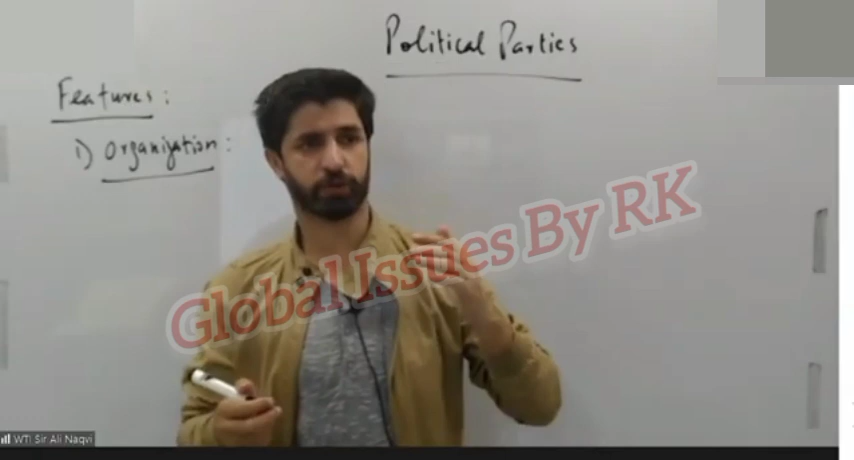 Political Parties
Features:
1) Organization:
Global Issues By RK
WTI Sir Ali Naqvi